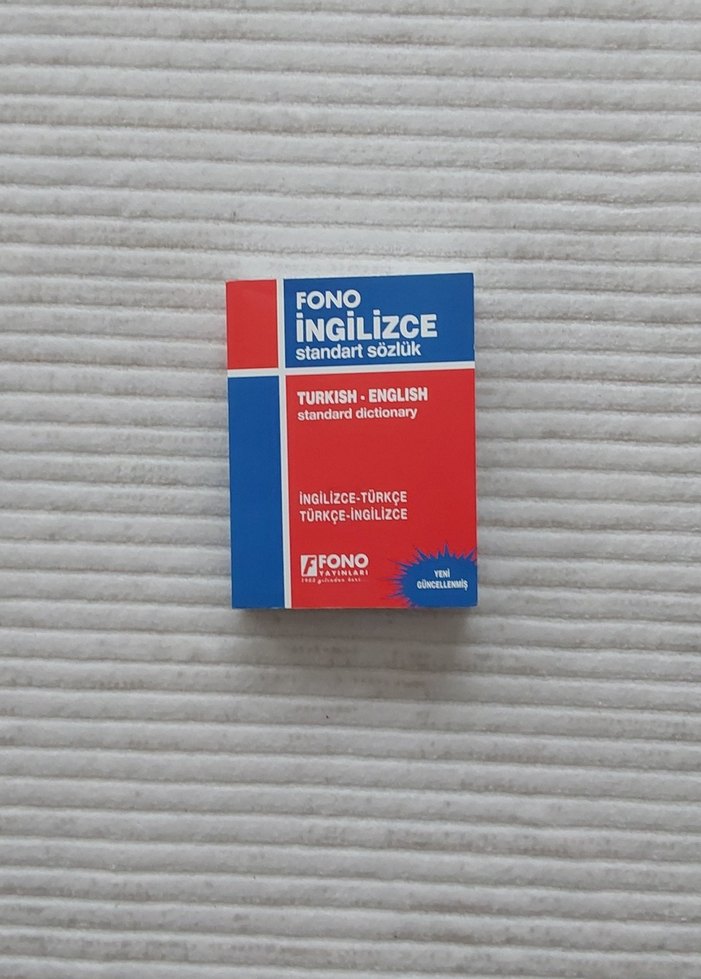 FONO
İNGİLİZCE
standart sözlük
TURKISH - ENGLISH
standard dictionary
İNGİLİZCE-TÜRKÇE
TÜRKÇE-İNGİLİZCE
F FONO
YAYINLARI
YENİ
GÜNCELLENMİŞ